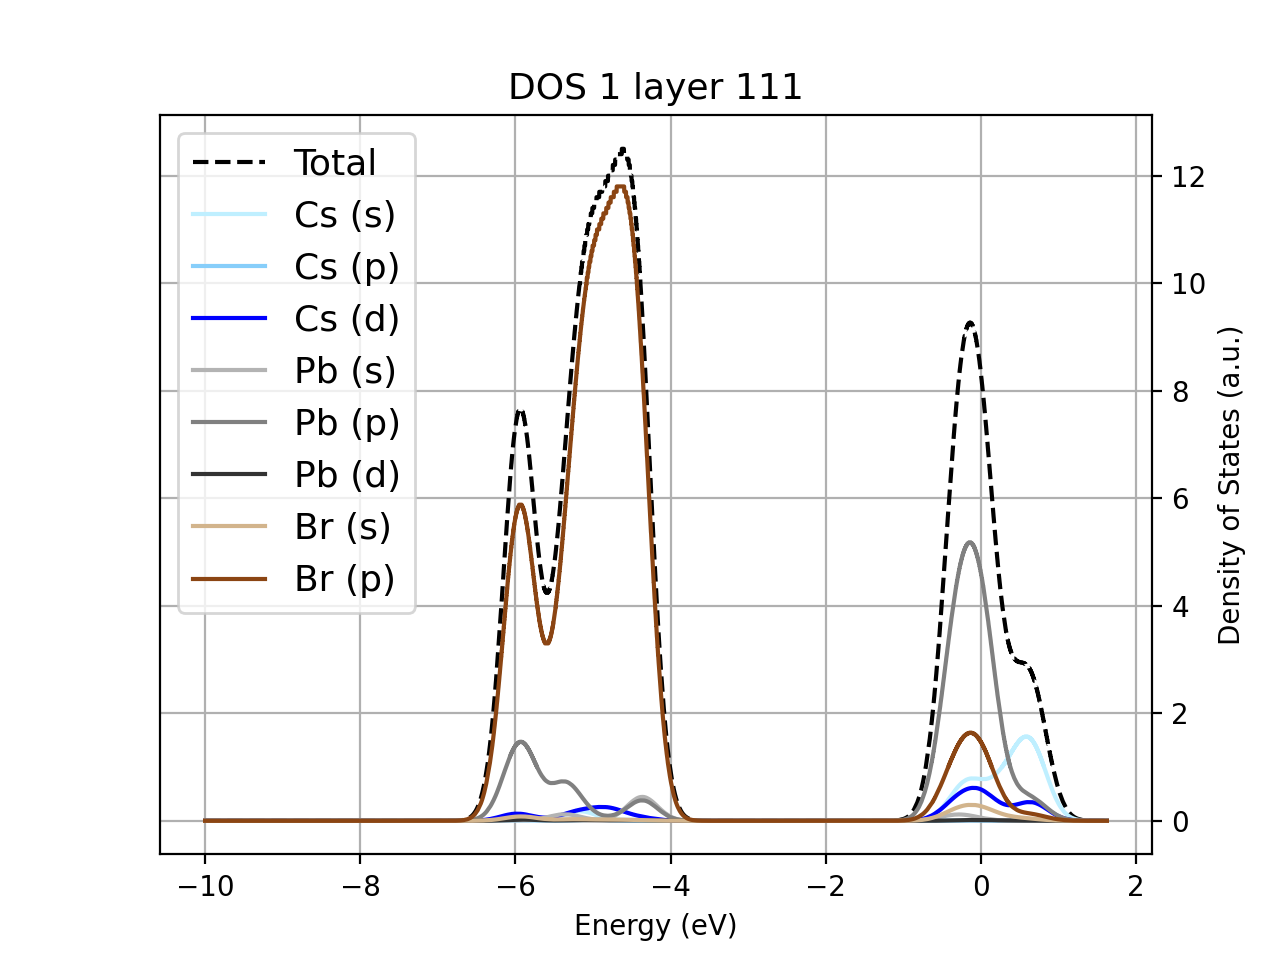 DOS 1 layer 111
Total
Cs (s)
Cs (p)
Cs (d)
Pb (s)
Pb (p)
Pb (d)
Br (s)
Br (p)
12
10
8
6
4
2
0
Density of States (a.u.)
−10 −8 −6 −4 −2 0 2
Energy (eV)